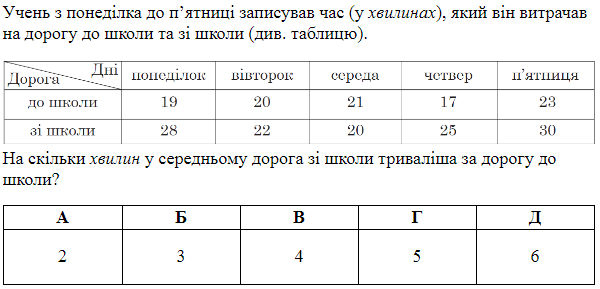 Учень з понеділка до п’ятниці записував час (у хвилинах), який він витрачав
на дорогу до школи та зі школи (див. таблицю).
Дорога Дні понеділок вівторок середа четвер п’ятниця
до школи 19 20 21 17 23
зі школи 28 22 20 25 30
На скільки хвилин у середньому дорога зі школи триваліша за дорогу до
школи?
А Б В Г Д
2 3 4 5 6